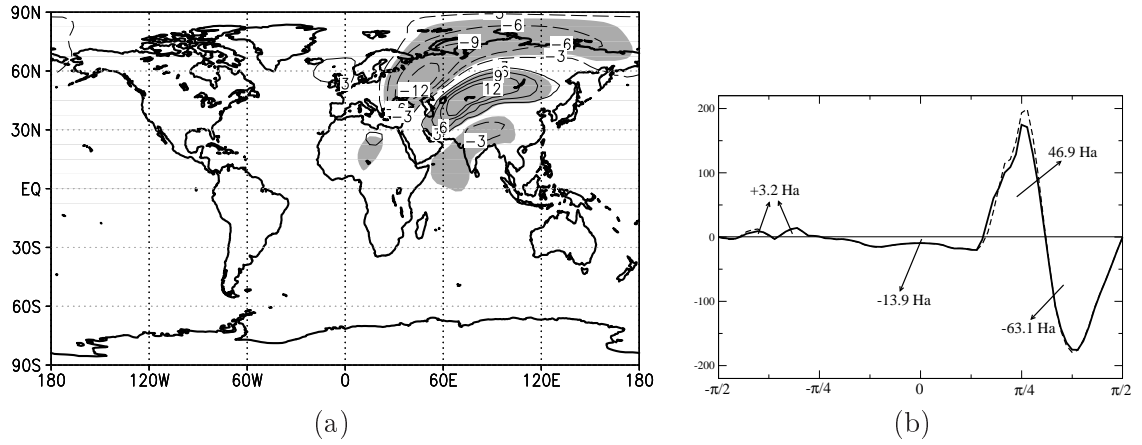 90N
60N
30N
EQ
30S
60S
90S
180
120W
60W
0
60E
120E
180
3
-6
-9
-6
-3
3
-12
-6
-3
9
6
12
6
3
-3
(a)
200
100
0
-100
-200
+3.2 Ha
46.9 Ha
-13.9 Ha
-63.1 Ha
-π/2
-π/4
0
π/4
π/2
(b)